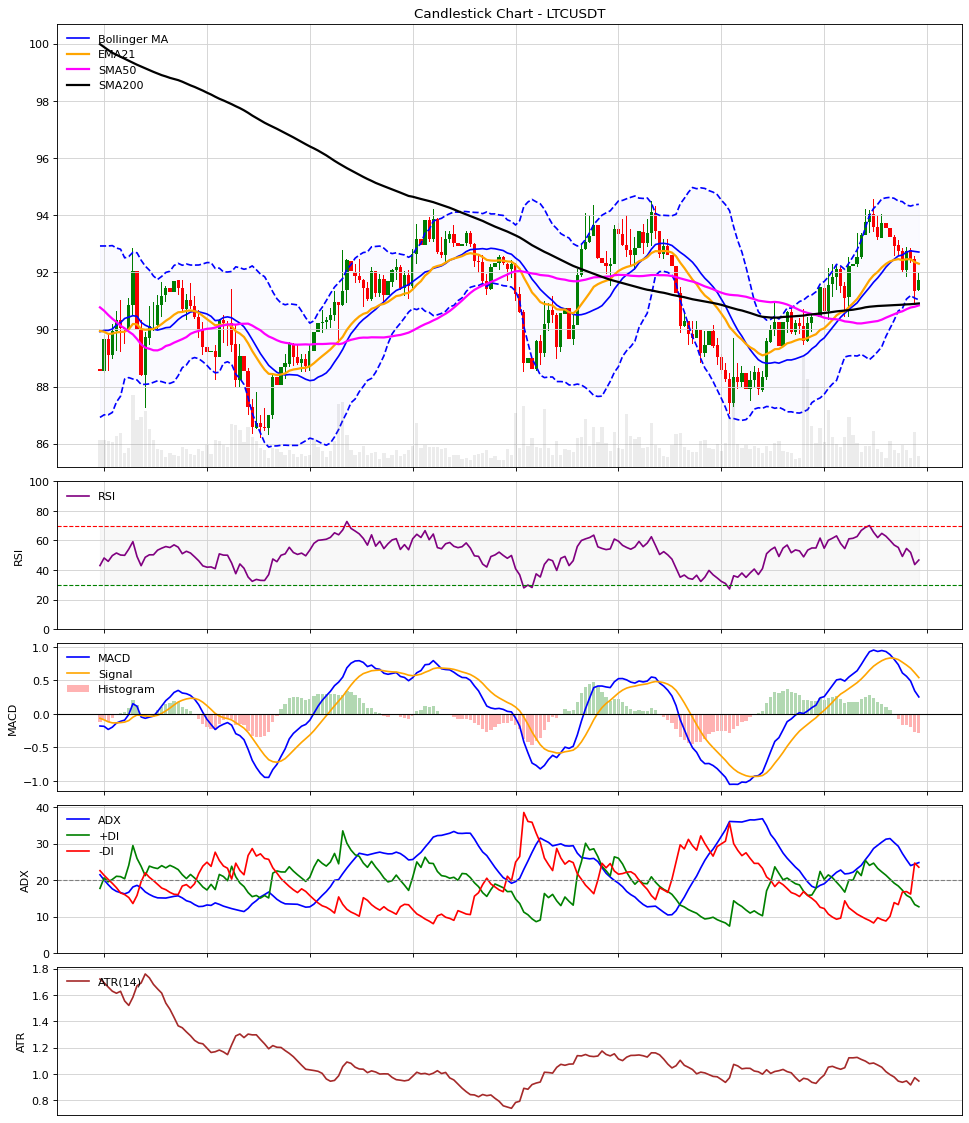 Candlestick Chart - LTCUSDT
Bollinger MA
EMA21
SMA50
SMA200
100
98
96
94
92
90
88
86
RSI
RSI
100
80
60
40
20
0
MACD
Signal
Histogram
MACD
1.0
0.5
0.0
−0.5
−1.0
ADX
+DI
-DI
ADX
40
30
20
10
0
ATR(14)
ATR
1.8
1.6
1.4
1.2
1.0
0.8